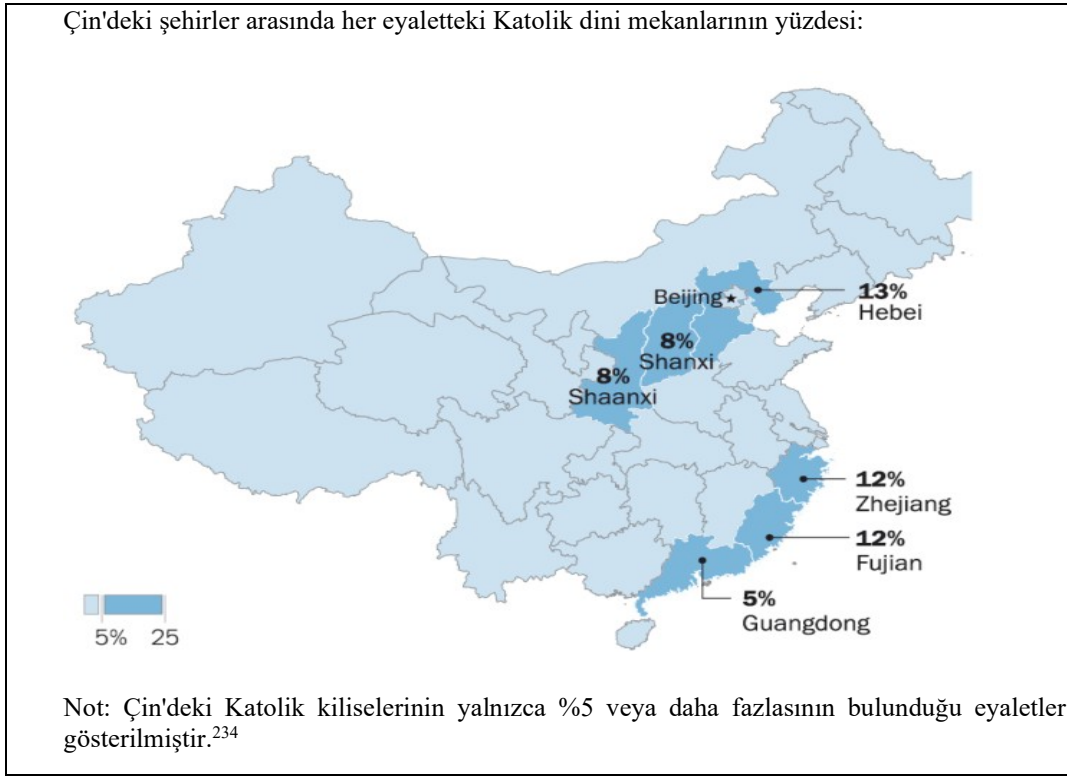 Çin'deki şehirler arasında her eyaletteki Katolik dini mekanlarının yüzdesi:
Beijing
13%
Hebei
8%
Shanxi
8%
Shaanxi
12%
Zhejiang
12%
Fujian
5%
Guangdong
5% 25
Not: Çin'deki Katolik kiliselerinin yalnızca %5 veya daha fazlasının bulunduğu eyaletler
gösterilmiştir.234